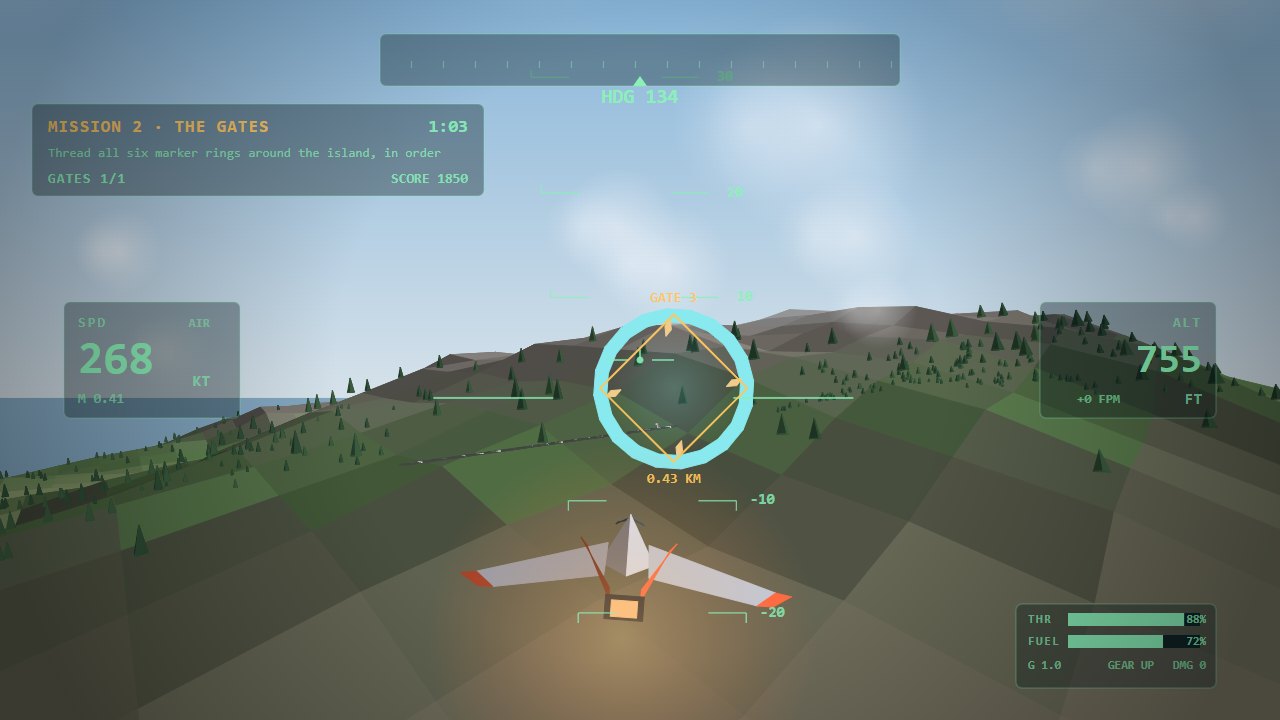 30
HDG 134
MISSION 2 · THE GATES 1:03
Thread all six marker rings around the island, in order
GATES 1/1 SCORE 1850
20
GATE 3 10
SPD AIR
268 KT
M 0.41
ALT
755
+0 FPM FT
0.43 KM
-10
-20
THR 88%
FUEL 72%
G 1.0 GEAR UP DMG 0